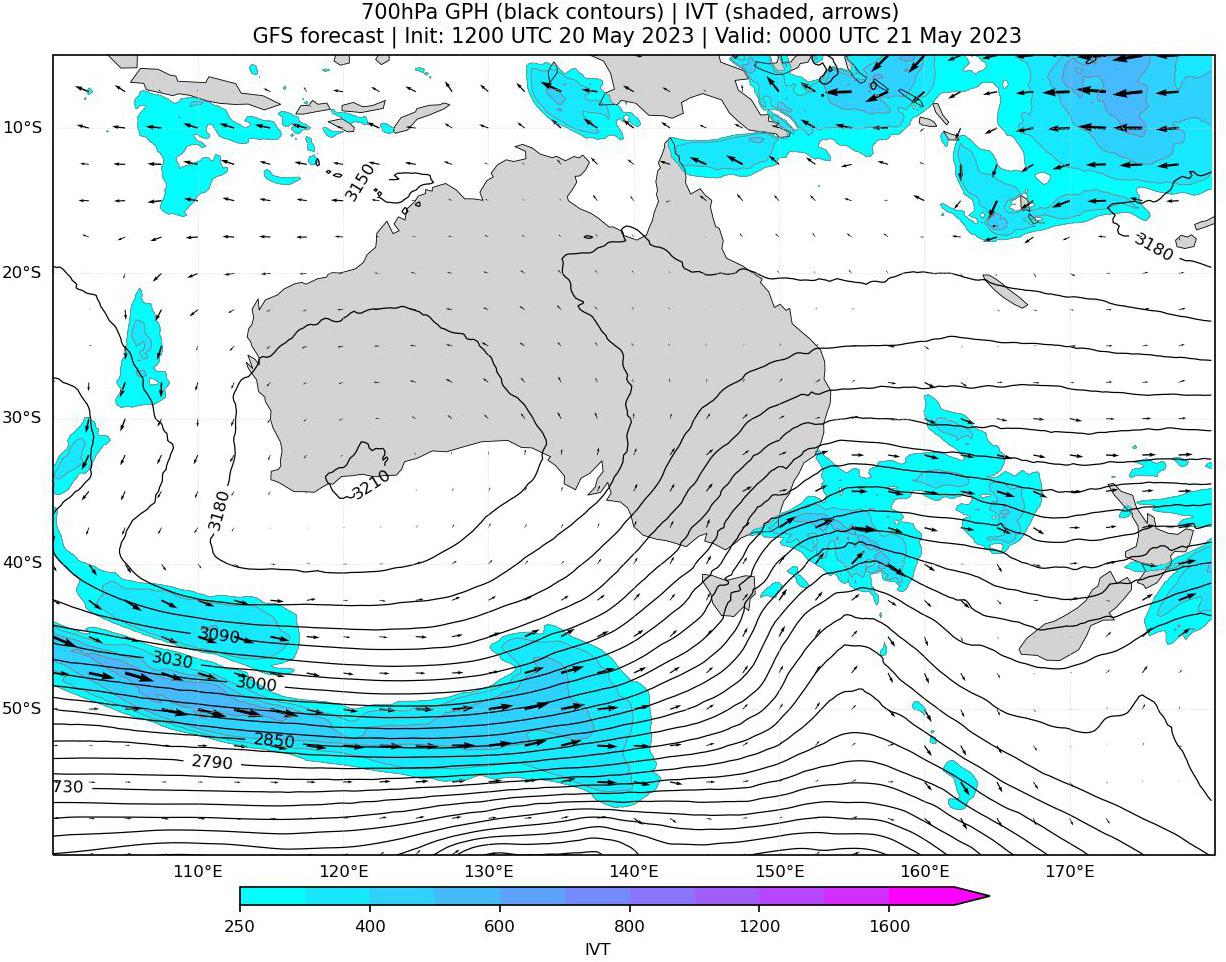 700hPa GPH (black contours) | IVT (shaded, arrows)
GFS forecast | Init: 1200 UTC 20 May 2023 | Valid: 0000 UTC 21 May 2023
10°S
3150
3180
20°S
30°S
3210
3180
40°S
3090
3030
3000
50°S
2850
2790
730
110°E 120°E 130°E 140°E 150°E 160°E 170°E
250 400 600 800 1200 1600
IVT